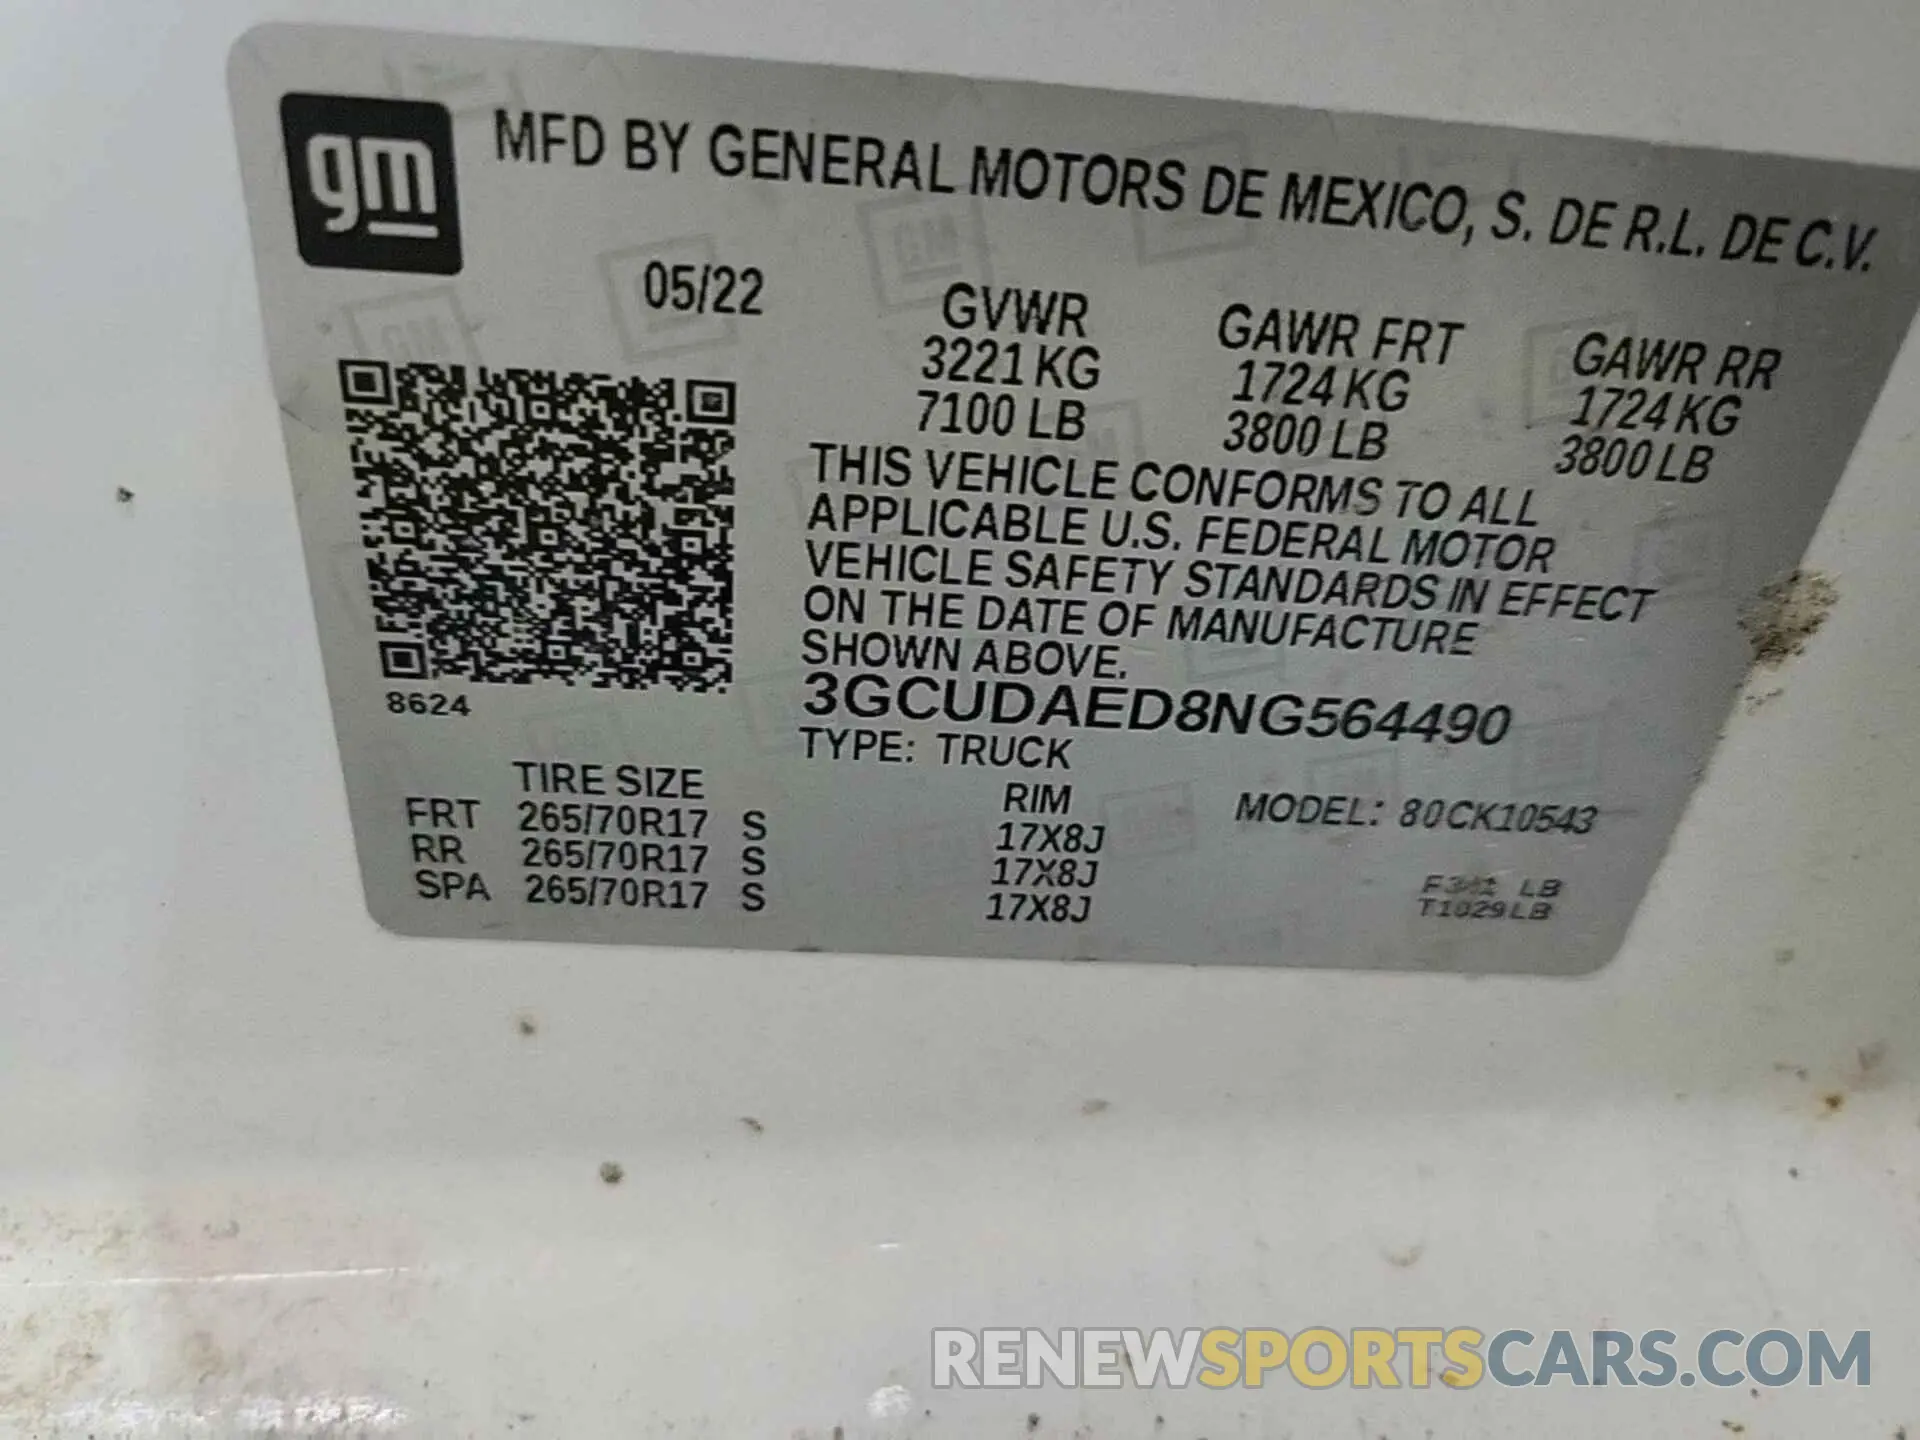 gm
MFD BY GENERAL MOTORS DE MEXICO, S. DE R.L. DE C.V.
05/22
GVWR GAWR FRT GAWR RR
3221 KG 1724 KG 1724 KG
7100 LB 3800 LB 3800 LB
THIS VEHICLE CONFORMS TO ALL
APPLICABLE U.S. FEDERAL MOTOR
VEHICLE SAFETY STANDARDS IN EFFECT
ON THE DATE OF MANUFACTURE
SHOWN ABOVE.
3GCUDAED8NG564490
8624
TYPE: TRUCK
TIRE SIZE RIM MODEL: 80CK10543
FRT 265/70R17 S 17X8J
RR 265/70R17 S 17X8J
SPA 265/70R17 S 17X8J
LB
T1029LB
RENEWSPORTSCARS.COM